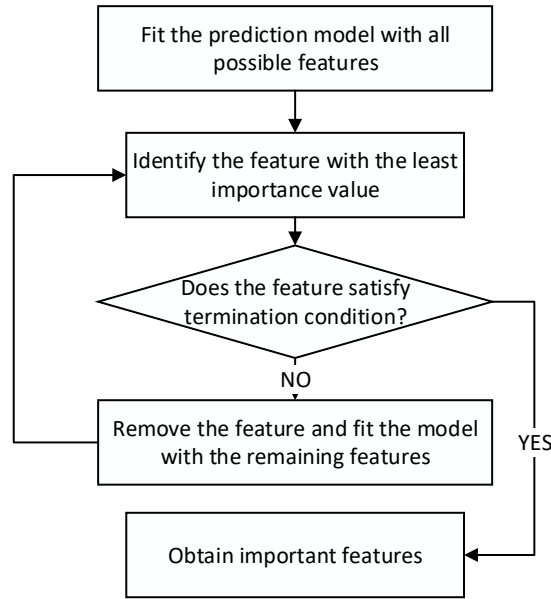 Fit the prediction model with all
possible features
Identify the feature with the least
importance value
Does the feature satisfy
termination condition?
NO
Remove the feature and fit the model
with the remaining features
YES
Obtain important features